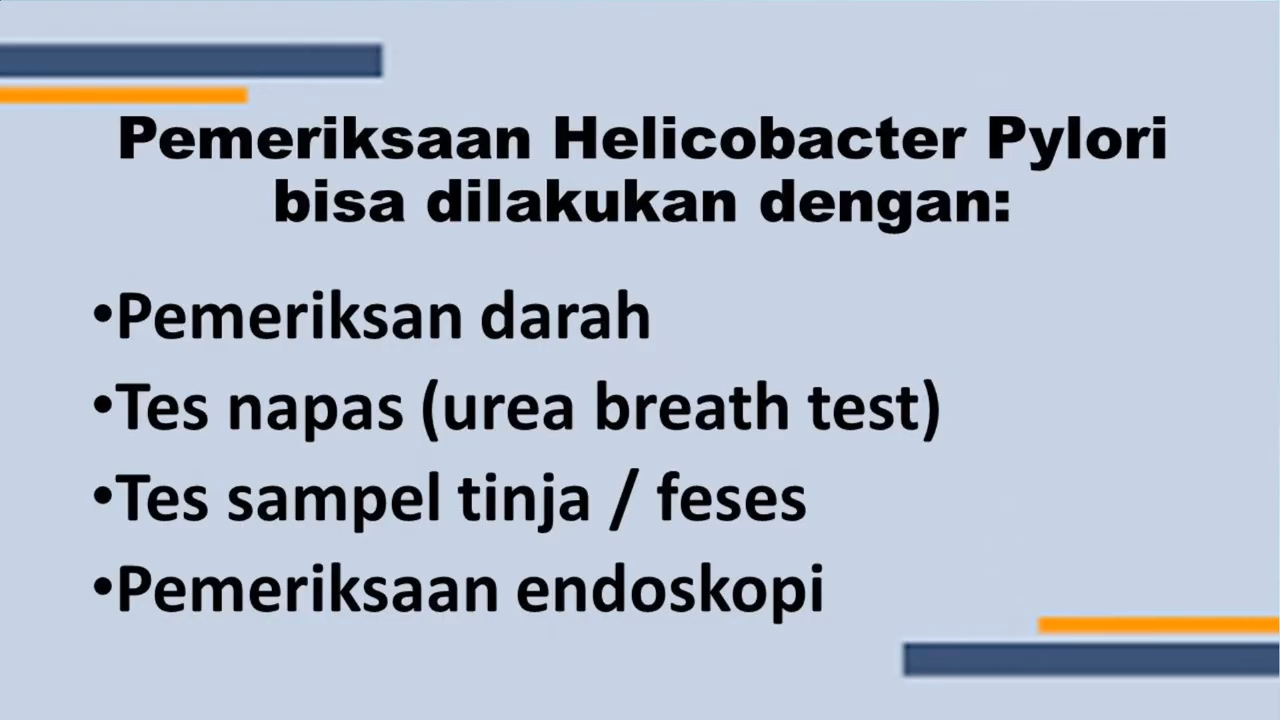 Pemeriksaan Helicobacter Pylori
bisa dilakukan dengan:
•Pemeriksan darah
•Tes napas (urea breath test)
•Tes sampel tinja / feses
•Pemeriksaan endoskopi